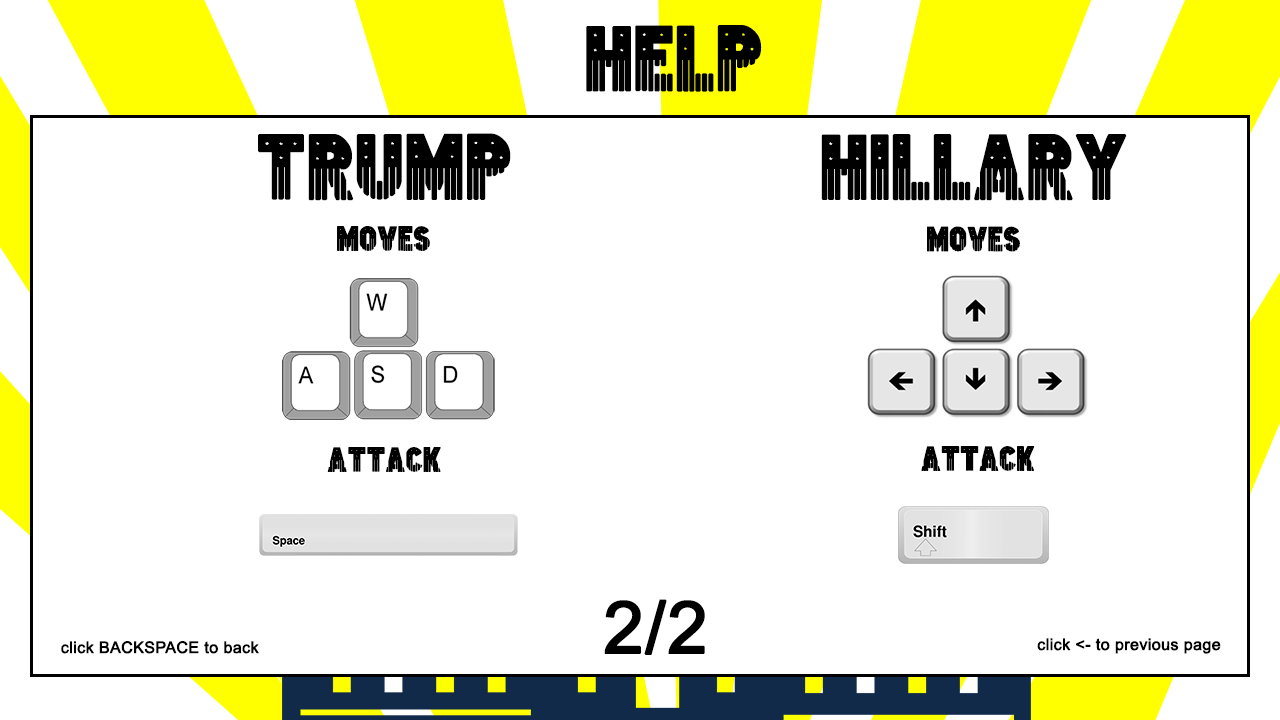 HELP
TRUMP
MOVES
W
A S D
ATTACK
Space
HILLARY
MOVES
↑
← ↓ →
ATTACK
Shift
2/2
click BACKSPACE to back
click <- to previous page